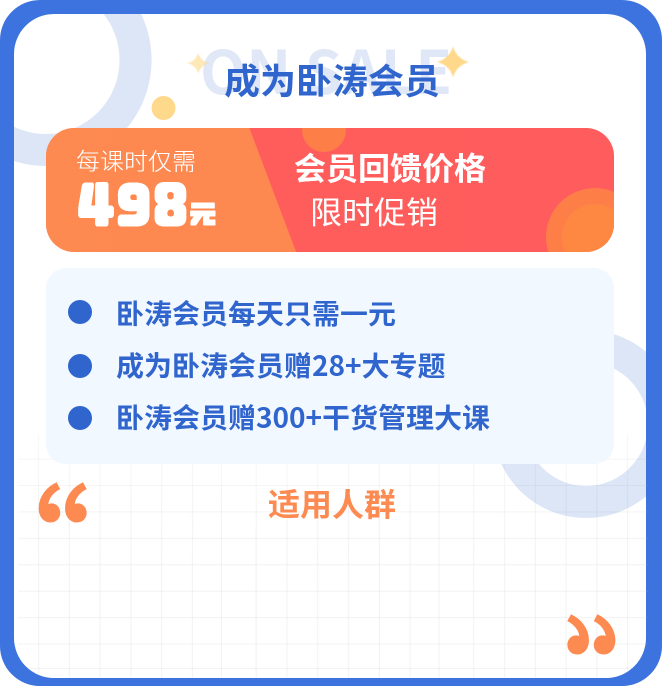 ON SALE
成为卧涛会员
每课时仅需
498元
会员回馈价格
限时促销
卧涛会员每天只需一元
成为卧涛会员赠28+大专题
卧涛会员赠300+干货管理大课
“
适用人群
”